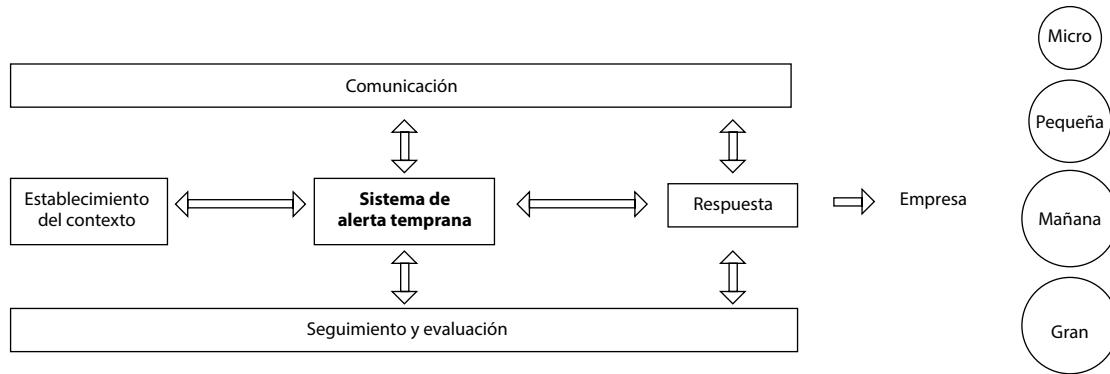 Micro
Comunicación
Pequeña
Establecimiento
del contexto
Sistema de
alerta temprana
Respuesta
Empresa
Mañana
Seguimiento y evaluación
Gran